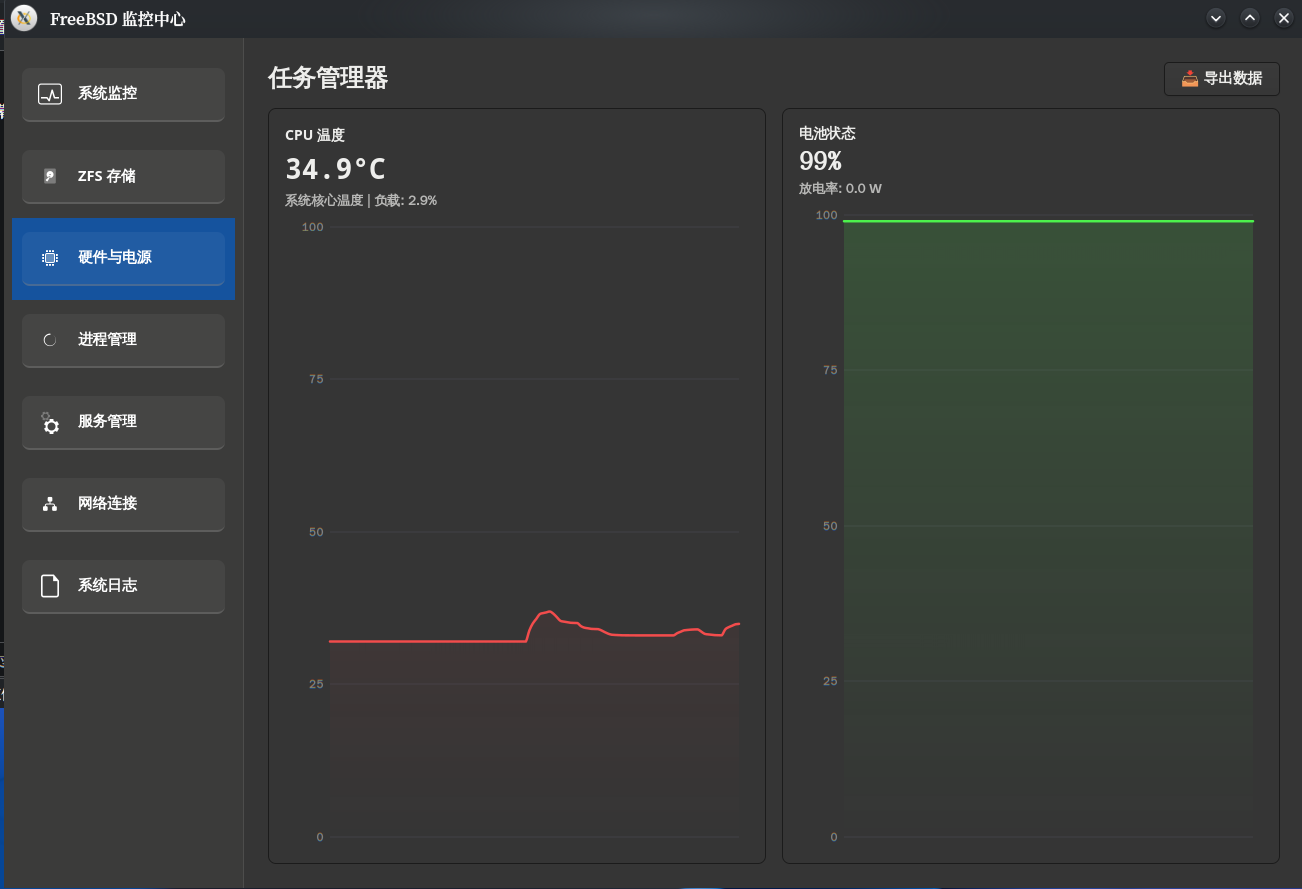 FreeBSD 监控中心
系统监控
ZFS 存储
硬件与电源
进程管理
服务管理
网络连接
系统日志
任务管理器
导出数据
CPU 温度
34.9°C
系统核心温度 | 负载: 2.9%
100
75
50
25
0
电池状态
99%
放电率: 0.0 W
100
75
50
25
0